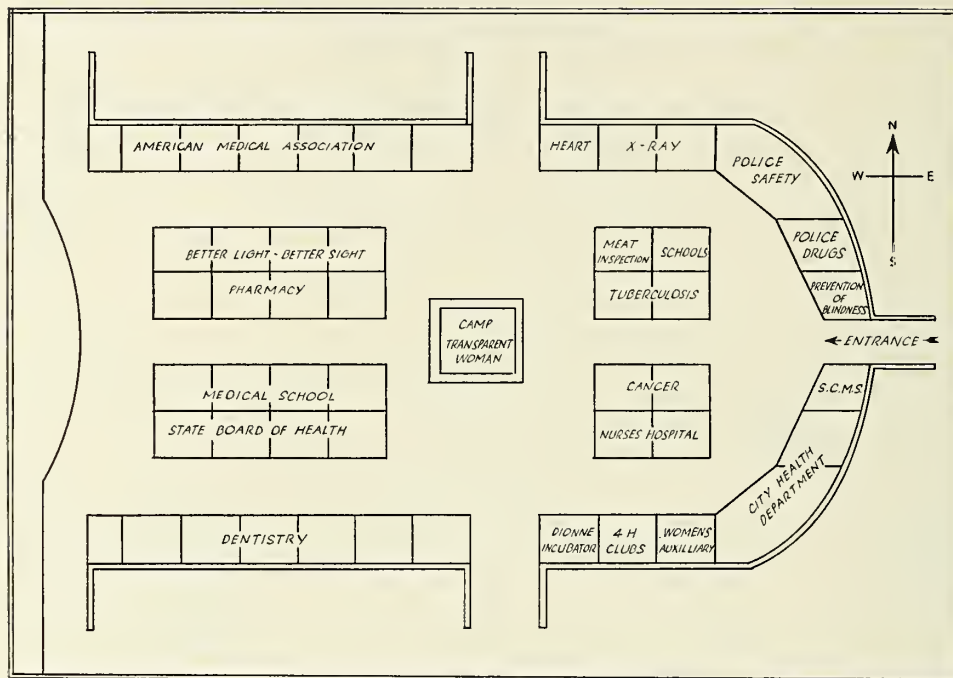 AMERICAN MEDICAL ASSOCIATION
HEART
X-RAY
POLICE
SAFETY
N
W
E
S
BETTER LIGHT - BETTER SIGHT
PHARMACY
MEAT
INSPECTION
SCHOOLS
TUBERCULOSIS
POLICE
DRUGS
PREVENTION
OF
BLINDNESS
CAMP
TRANSPARENT
WOMAN
ENTRANCE
MEDICAL SCHOOL
STATE BOARD OF HEALTH
CANCER
NURSES HOSPITAL
S.C.M.S.
CITY HEALTH
DEPARTMENT
DENTISTRY
DIONNE
INCUBATOR
4 H
CLUBS
WOMENS
AUXILLIARY